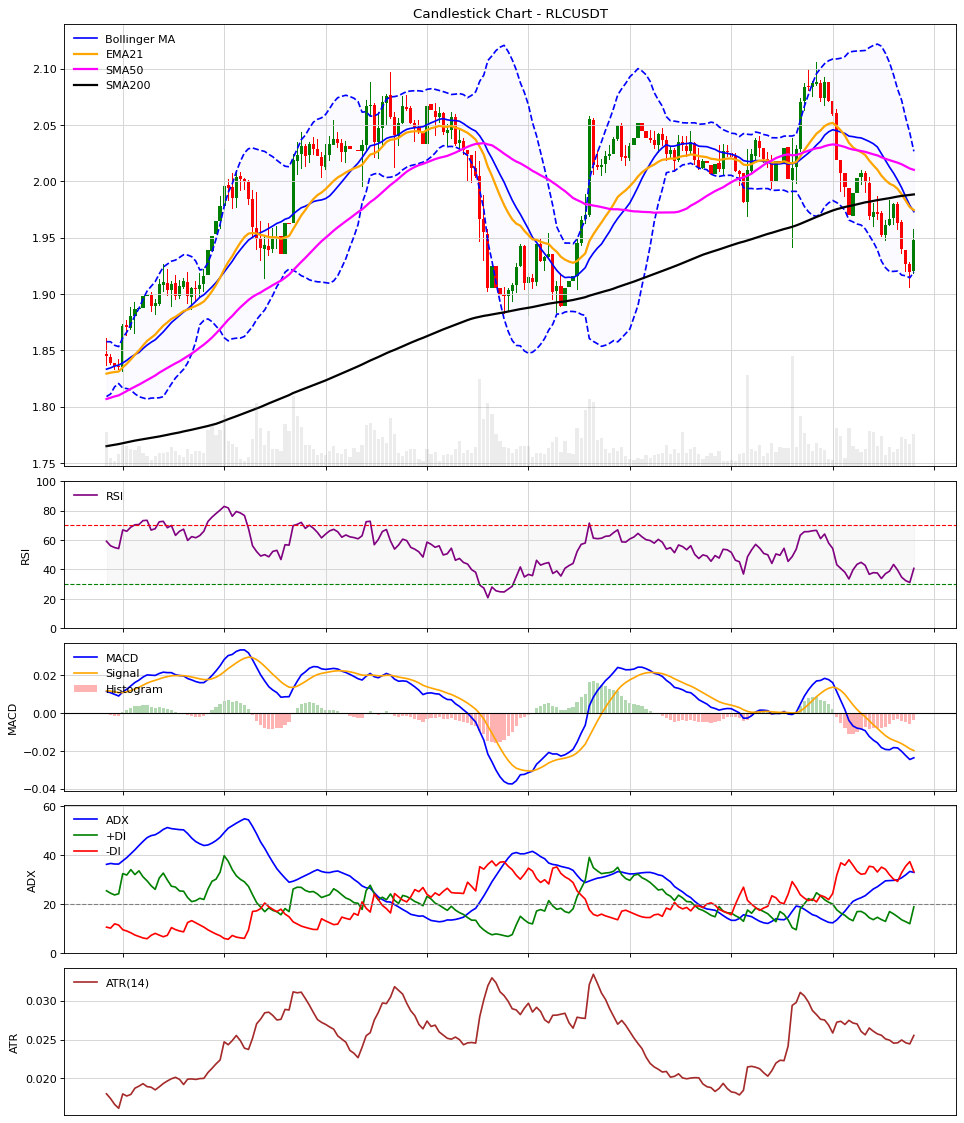 Candlestick Chart - RLCUSDT
Bollinger MA
EMA21
SMA50
SMA200
2.10
2.05
2.00
1.95
1.90
1.85
1.80
1.75
RSI
100
80
60
40
20
0
RSI
MACD
Signal
Histogram
0.02
0.00
−0.02
−0.04
MACD
ADX
+DI
-DI
60
40
20
0
ADX
ATR(14)
0.030
0.025
0.020
ATR